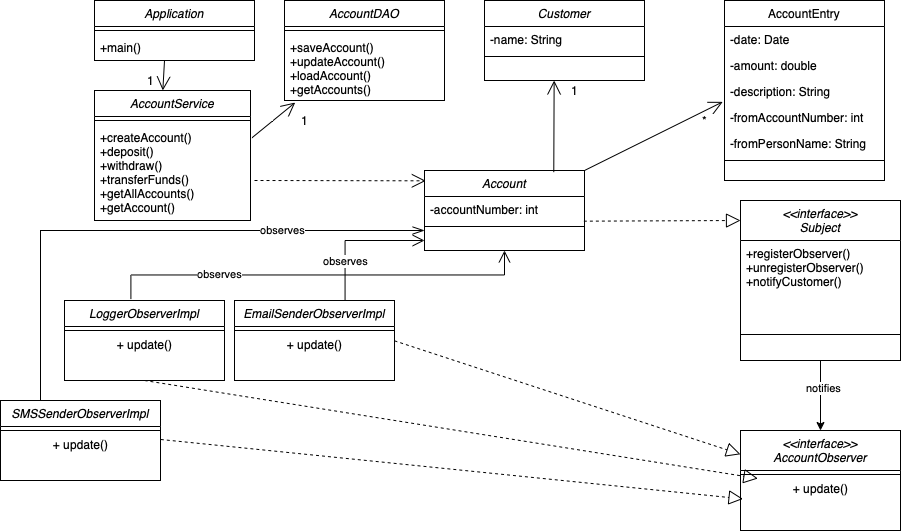 Application
+main()
AccountDAO
+saveAccount()
+updateAccount()
+loadAccount()
+getAccounts()
Customer
-name: String
AccountEntry
-date: Date
-amount: double
-description: String
-fromAccountNumber: int
-fromPersonName: String
1
1
1
*
AccountService
+createAccount()
+deposit()
+withdraw()
+transferFunds()
+getAllAccounts()
+getAccount()
Account
-accountNumber: int
<<interface>>
Subject
+registerObserver()
+unregisterObserver()
+notifyCustomer()
observes
observes
observes
LoggerObserverImpl
+ update()
EmailSenderObserverImpl
+ update()
notifies
SMSSenderObserverImpl
+ update()
<<interface>>
AccountObserver
+ update()